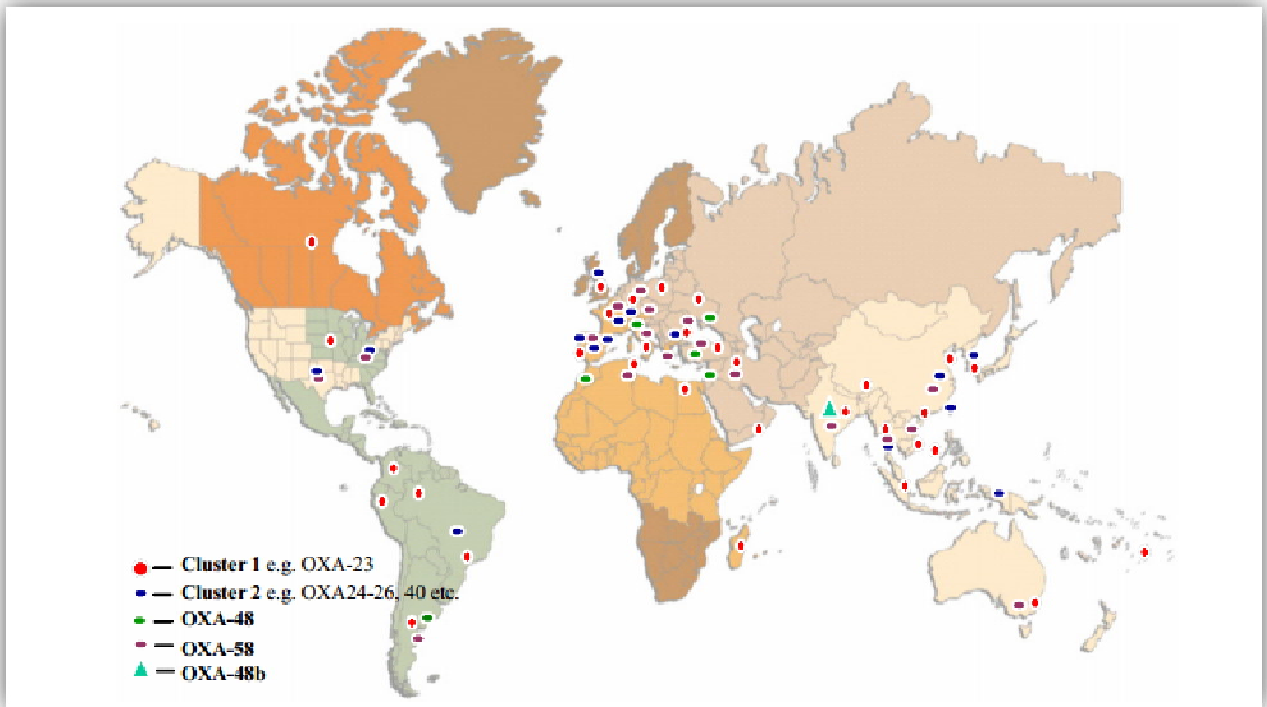 Cluster 1 e.g. OXA-23
Cluster 2 e.g. OXA24-26, 40 etc.
OXA-48
OXA-58
OXA-48b